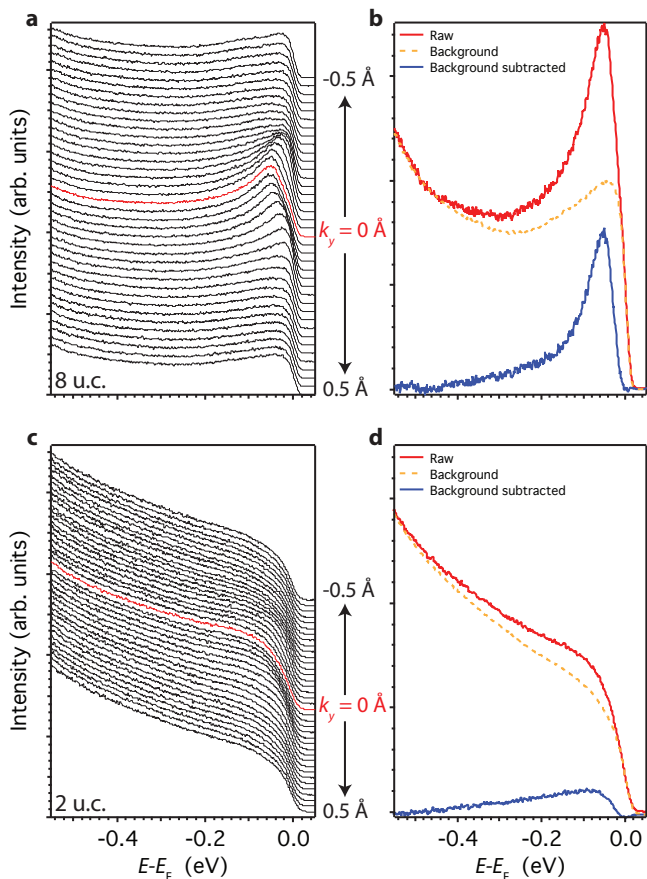 a
b
Intensity (arb. units)
-0.5 Å
k_y = 0 Å
0.5 Å
8 u.c.
Raw
Background
Background subtracted
c
d
Intensity (arb. units)
-0.5 Å
k_y = 0 Å
0.5 Å
2 u.c.
Raw
Background
Background subtracted
-0.4 -0.2 0.0
E-E_F (eV)
-0.4 -0.2 0.0
E-E_F (eV)